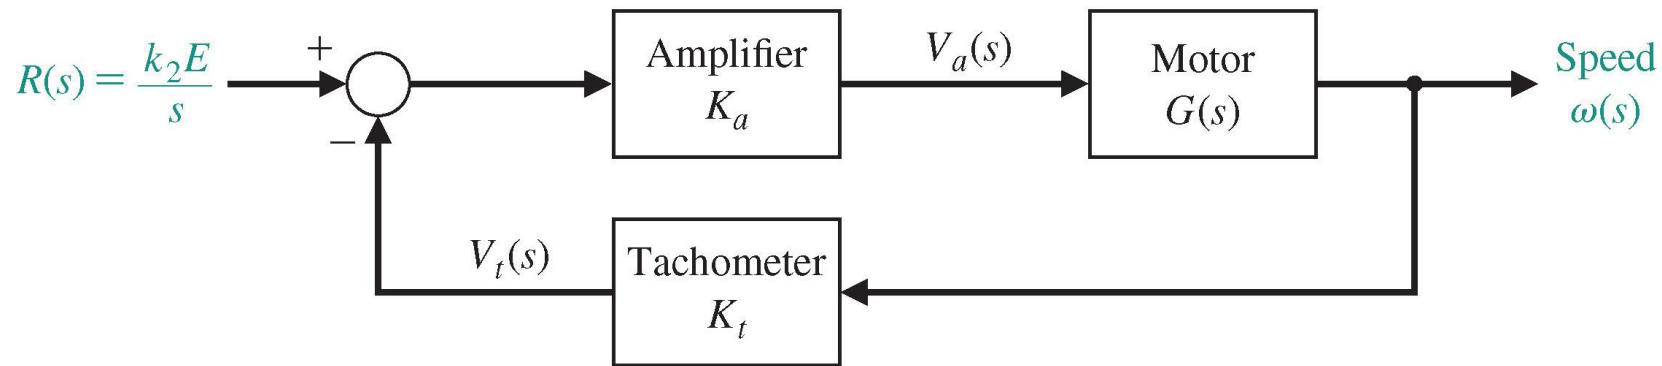 R(s) = k₂E / s
+
−
Amplifier
Kₐ
Vₐ(s)
Motor
G(s)
Speed
ω(s)
Vₜ(s)
Tachometer
Kₜ